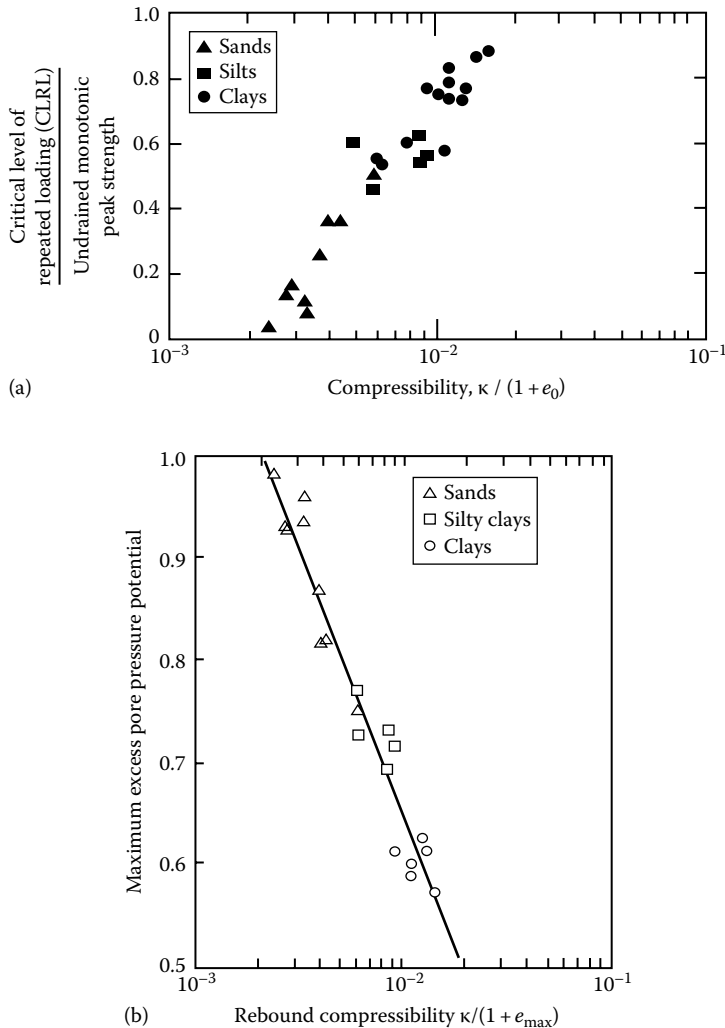 Critical level of
repeated loading (CLRL)
Undrained monotonic
peak strength
1.0
0.8
0.6
0.4
0.2
0
Sands
Silts
Clays
10⁻³
10⁻²
10⁻¹
(a)
Compressibility, κ / (1 + e₀)
Maximum excess pore pressure potential
1.0
0.9
0.8
0.7
0.6
0.5
Sands
Silty clays
Clays
10⁻³
10⁻²
10⁻¹
(b)
Rebound compressibility κ/(1 + eₘₐₓ)